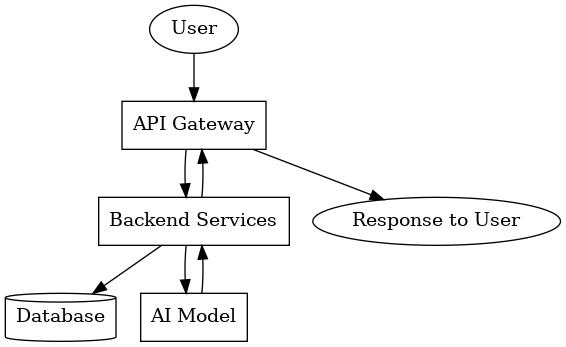 User
API Gateway
Backend Services
Response to User
Database
AI Model